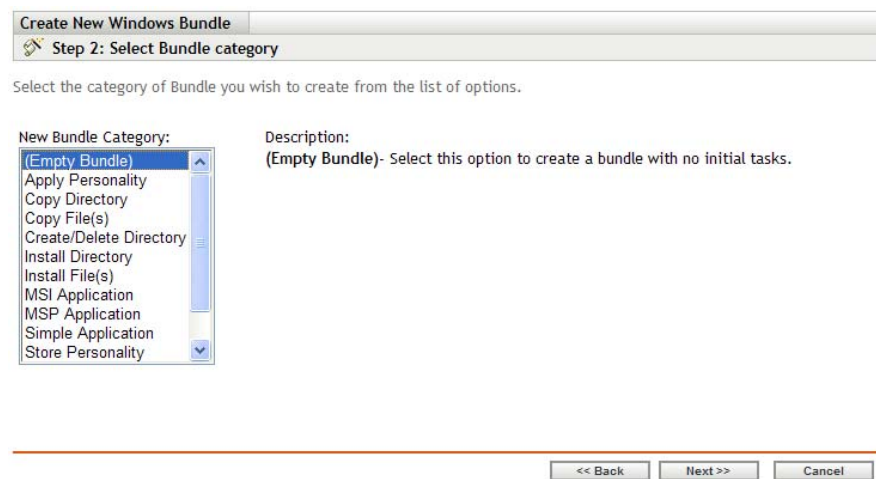 Create New Windows Bundle
Step 2: Select Bundle category
Select the category of Bundle you wish to create from the list of options.
New Bundle Category:
(Empty Bundle)
Apply Personality
Copy Directory
Copy File(s)
Create/Delete Directory
Install Directory
Install File(s)
MSI Application
MSP Application
Simple Application
Store Personality
Description:
(Empty Bundle)- Select this option to create a bundle with no initial tasks.
<< Back
Next >>
Cancel